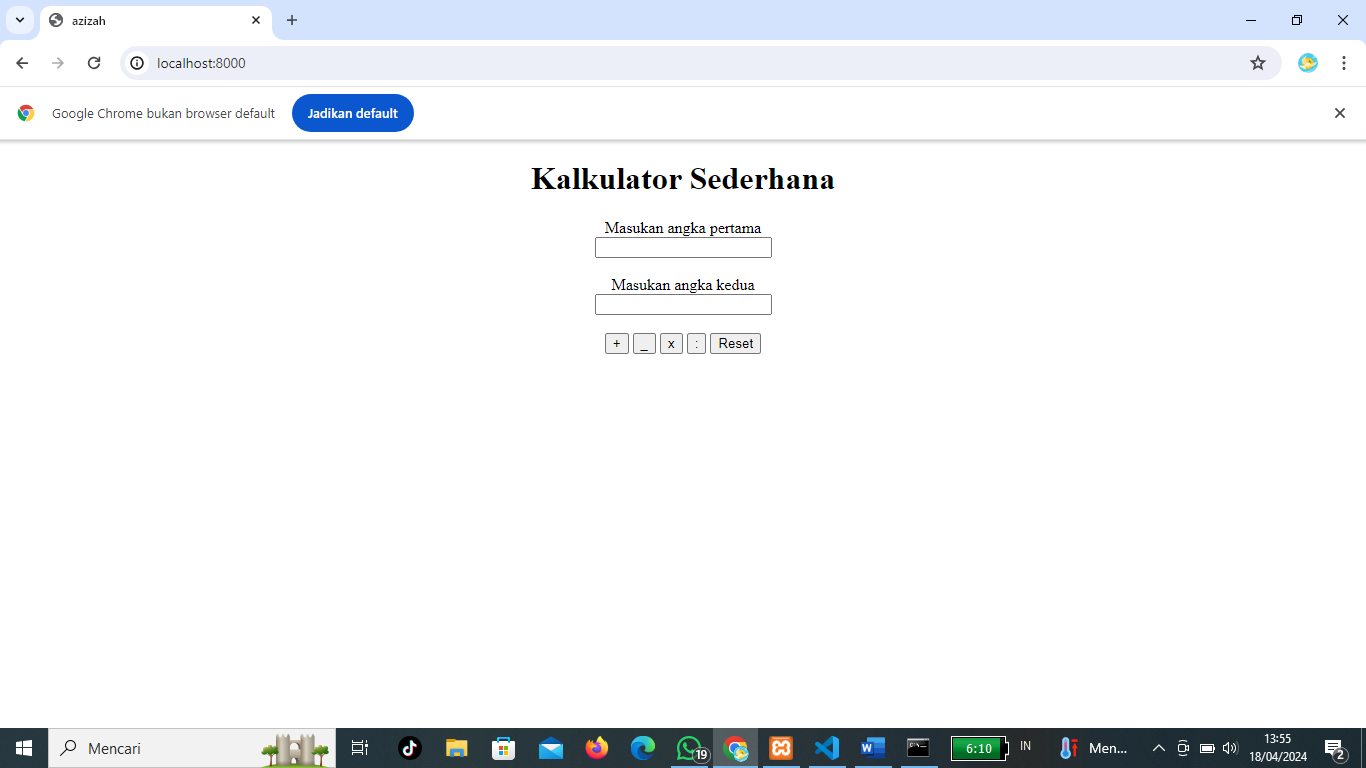 azizah
localhost:8000
Google Chrome bukan browser default Jadikan default
Kalkulator Sederhana
Masukan angka pertama
Masukan angka kedua
+ _ x : Reset
Mencari 19 6:10 IN Men... 13:55
18/04/2024 2